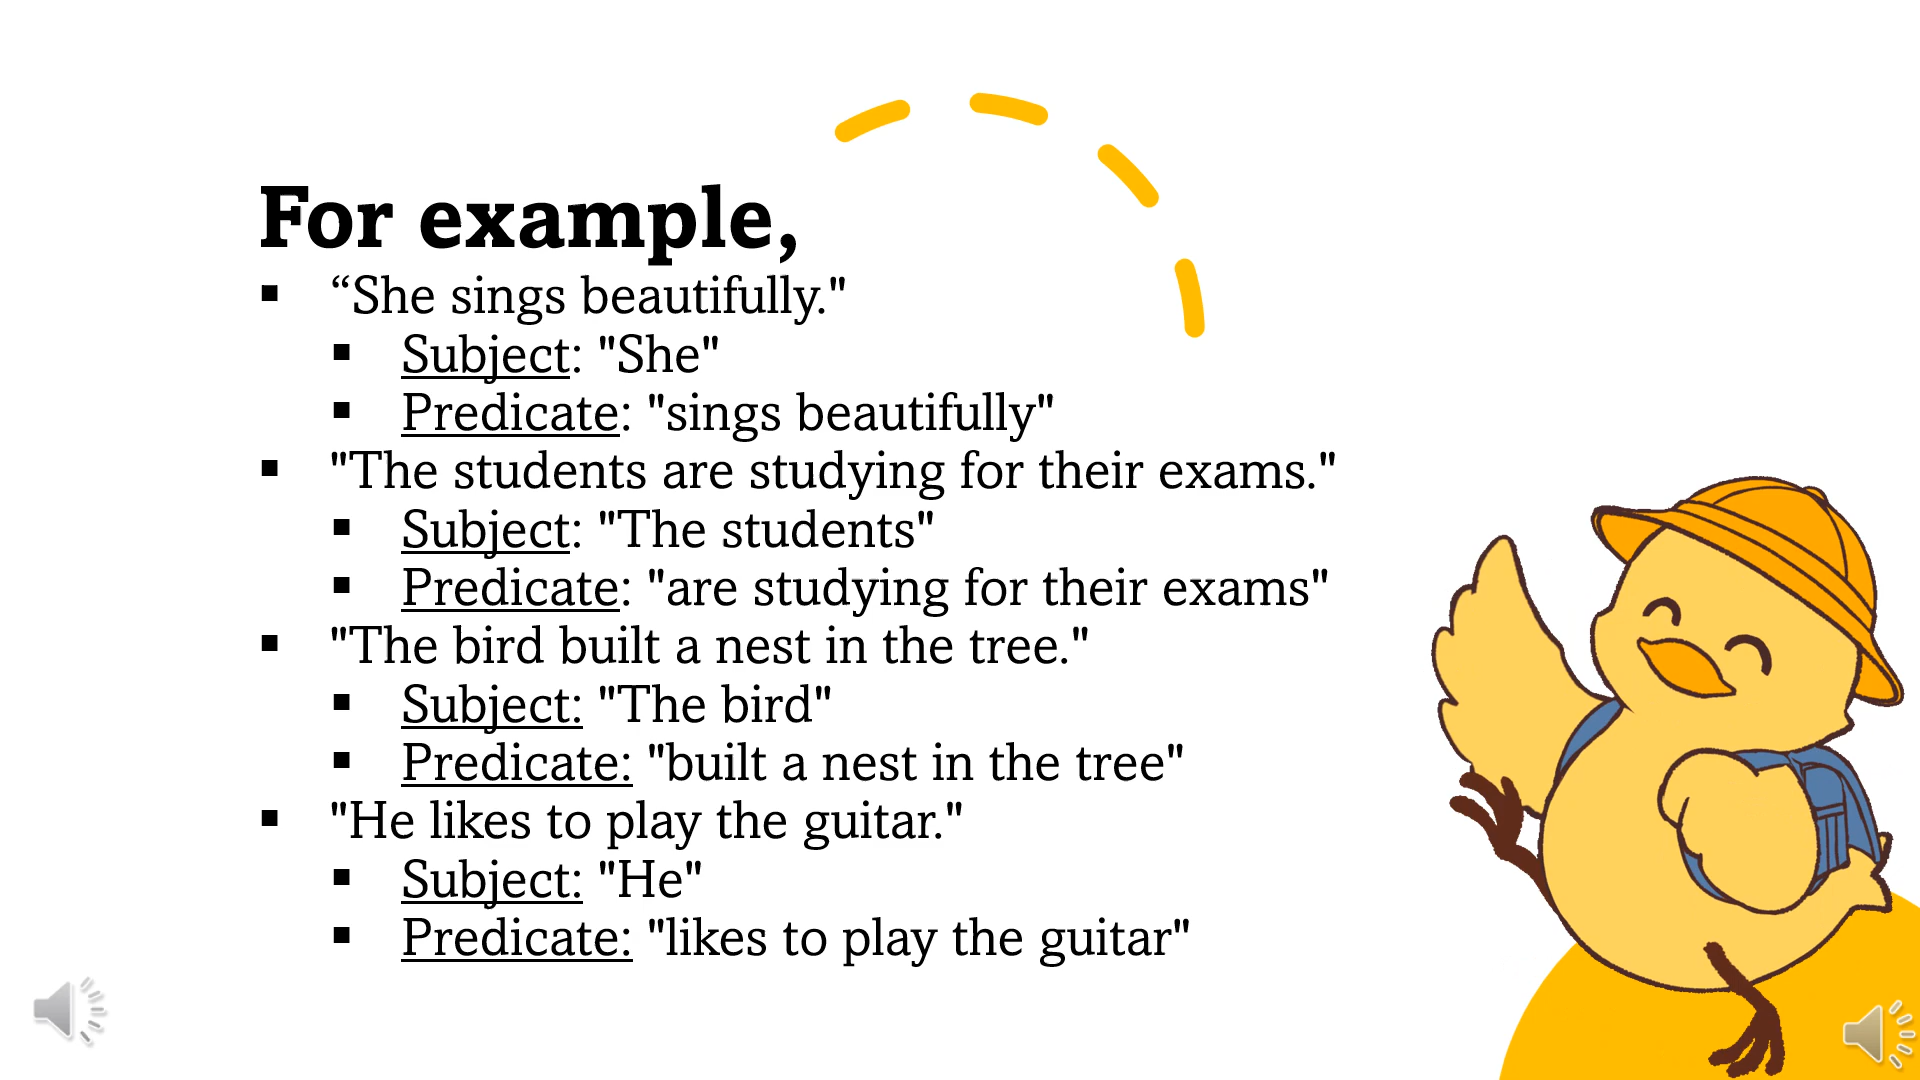 For example,
▪ “She sings beautifully."
▪ Subject: "She"
▪ Predicate: "sings beautifully"
▪ "The students are studying for their exams."
▪ Subject: "The students"
▪ Predicate: "are studying for their exams"
▪ "The bird built a nest in the tree."
▪ Subject: "The bird"
▪ Predicate: "built a nest in the tree"
▪ "He likes to play the guitar."
▪ Subject: "He"
▪ Predicate: "likes to play the guitar"